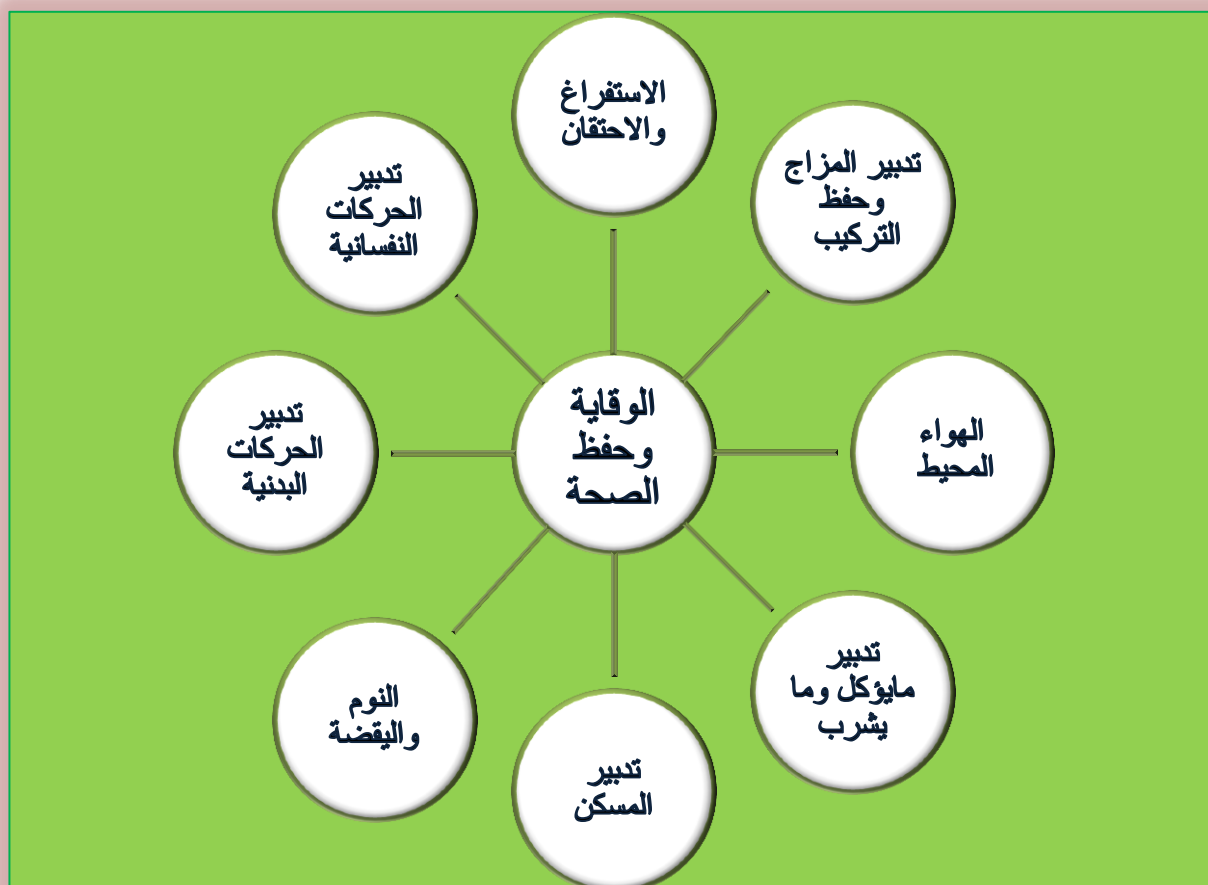 الاستفراغ
والاحتقان
تدبير المزاج
وحفظ
التركيب
الهواء
المحيط
تدبير
مايؤكل وما
يشرب
تدبير
المسكن
النوم
واليقضة
تدبير
الحركات
البدنية
تدبير
الحركات
النفسانية
الوقاية
وحفظ
الصحة